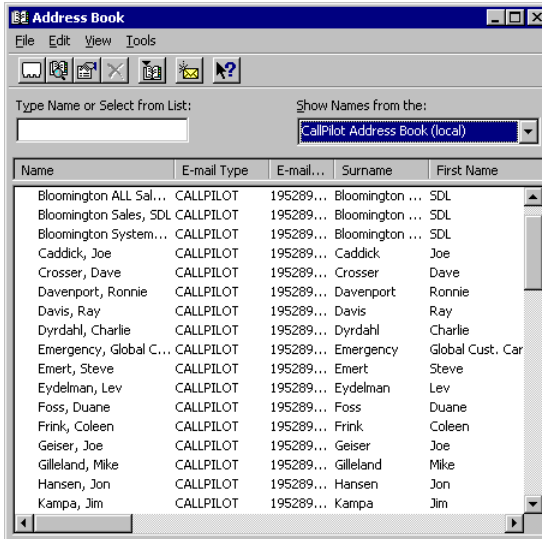 Address Book
File Edit View Tools
Type Name or Select from List: Show Names from the:
CallPilot Address Book (local)
Name E-mail Type E-mail... Surname First Name
Bloomington ALL Sal... CALLPILOT 195289... Bloomington ... SDL
Bloomington Sales, SDL CALLPILOT 195289... Bloomington ... SDL
Bloomington System... CALLPILOT 195289... Bloomington ... SDL
Caddick, Joe CALLPILOT 195289... Caddick Joe
Crosser, Dave CALLPILOT 195289... Crosser Dave
Davenport, Ronnie CALLPILOT 195289... Davenport Ronnie
Davis, Ray CALLPILOT 195289... Davis Ray
Dyrdahl, Charlie CALLPILOT 195289... Dyrdahl Charlie
Emergency, Global C... CALLPILOT 195289... Emergency Global Cust. Car
Emert, Steve CALLPILOT 195289... Emert Steve
Eydelman, Lev CALLPILOT 195289... Eydelman Lev
Foss, Duane CALLPILOT 195289... Foss Duane
Frink, Coleen CALLPILOT 195289... Frink Coleen
Geiser, Joe CALLPILOT 195289... Geiser Joe
Gilleland, Mike CALLPILOT 195289... Gilleland Mike
Hansen, Jon CALLPILOT 195289... Hansen Jon
Kampa, Jim CALLPILOT 195289... Kampa Jim